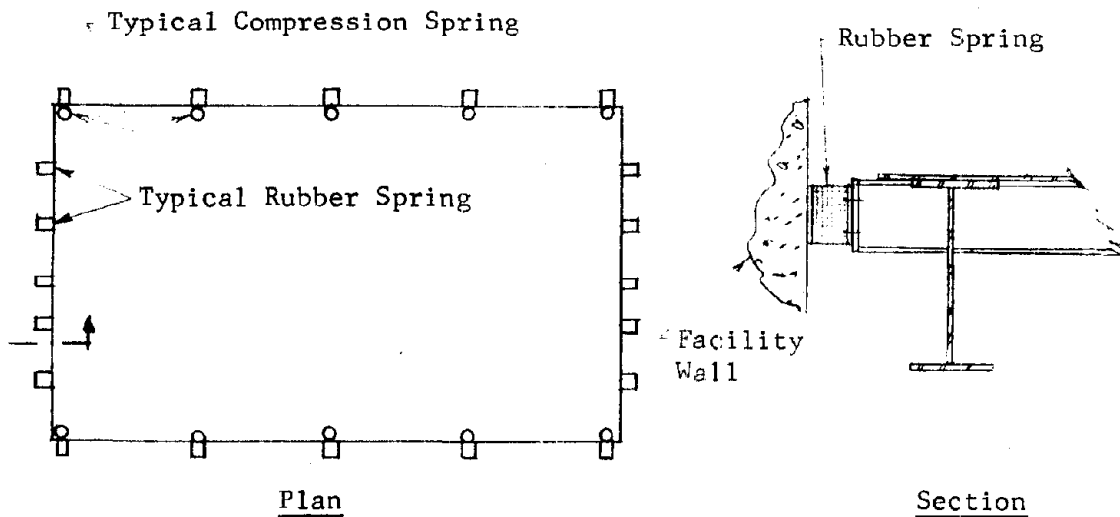 Typical Compression Spring
Rubber Spring
Typical Rubber Spring
Facility
Wall
Plan
Section